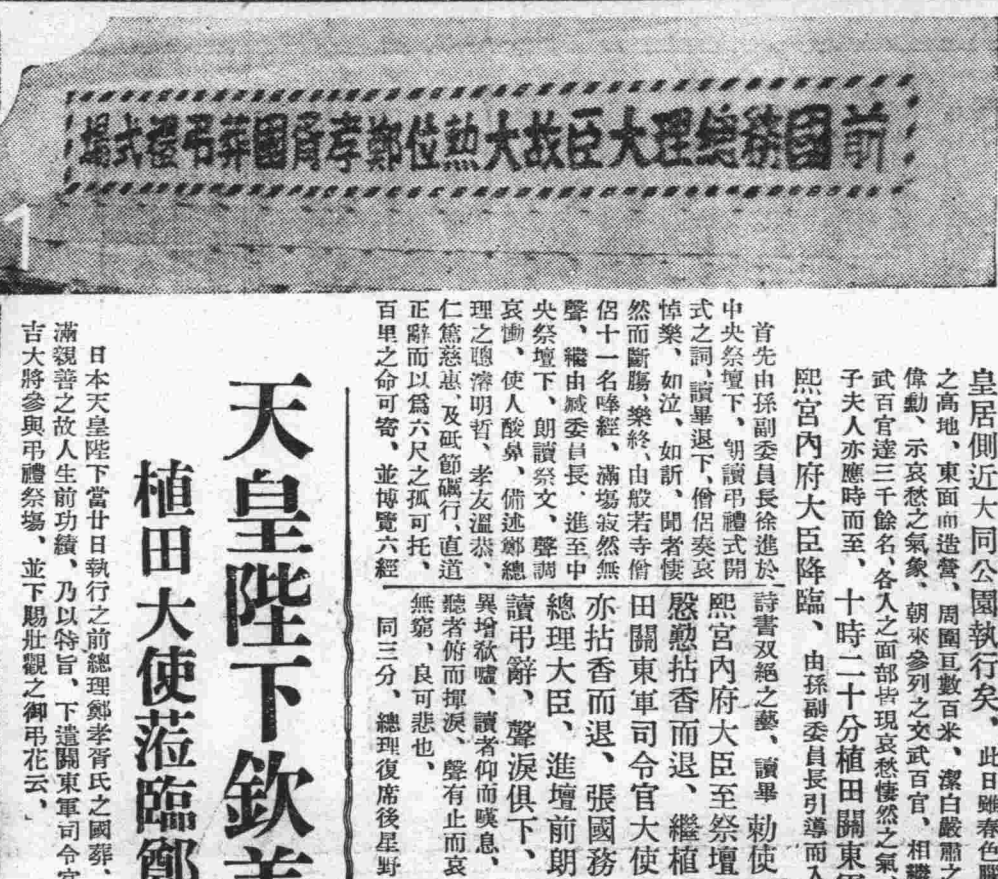 前國務總理大臣故大勲位鄭孝胥國葬弔禮式場
1
皇居側近大同公園執行矣、此日雖春色
之高地、東面而造營、周圍亘數百米、潔白嚴肅之
偉勳、示哀愁之氣象、朝來參列之文武百官、相繼
武百官達三千餘名、各人之面部皆現哀愁悽然之氣、
子夫人亦應時而至、十時二十分植田關東軍
熙宮內府大臣降臨、由孫副委員長引導而入
首先由孫副委員長徐進於
中央祭壇下、朗讀弔禮式開
式之詞、讀畢退下、僧侶奏哀
悼樂、如泣、如訴、聞者悽
然而斷腸、樂終、由般若寺僧
侶十一名唪經、滿塲寂然無
聲、繼由臧委員長、進至中
央祭壇下、朗讀祭文、聲調
哀慟、使人酸鼻、備述鄭總
理之聰濬明哲、孝友溫恭、
仁篤慈惠、及砥節礪行、直道
正辭而以爲六尺之孤可托、
百里之命可寄、並博覽六經
詩書双絕之藝、讀畢 勅使
熙宮內府大臣至祭壇
慇懃拈香而退、繼植
田關東軍司令官大使
亦拈香而退、張國務
總理大臣、進壇前朗
讀弔辭、聲淚俱下、
異增欷噓、讀者仰而嘆息、
聽者俯而揮淚、聲有止而哀
無窮、良可悲也、
同三分、總理復席後星野
天皇陛下欽差
植田大使蒞臨鄭
日本天皇陛下當廿日執行之前總理鄭孝胥氏之國葬、
滿親善之故人生前功績、乃以特旨、下遣關東軍司令官
吉大將參與弔禮祭塲、並下賜壯觀之御弔花云、